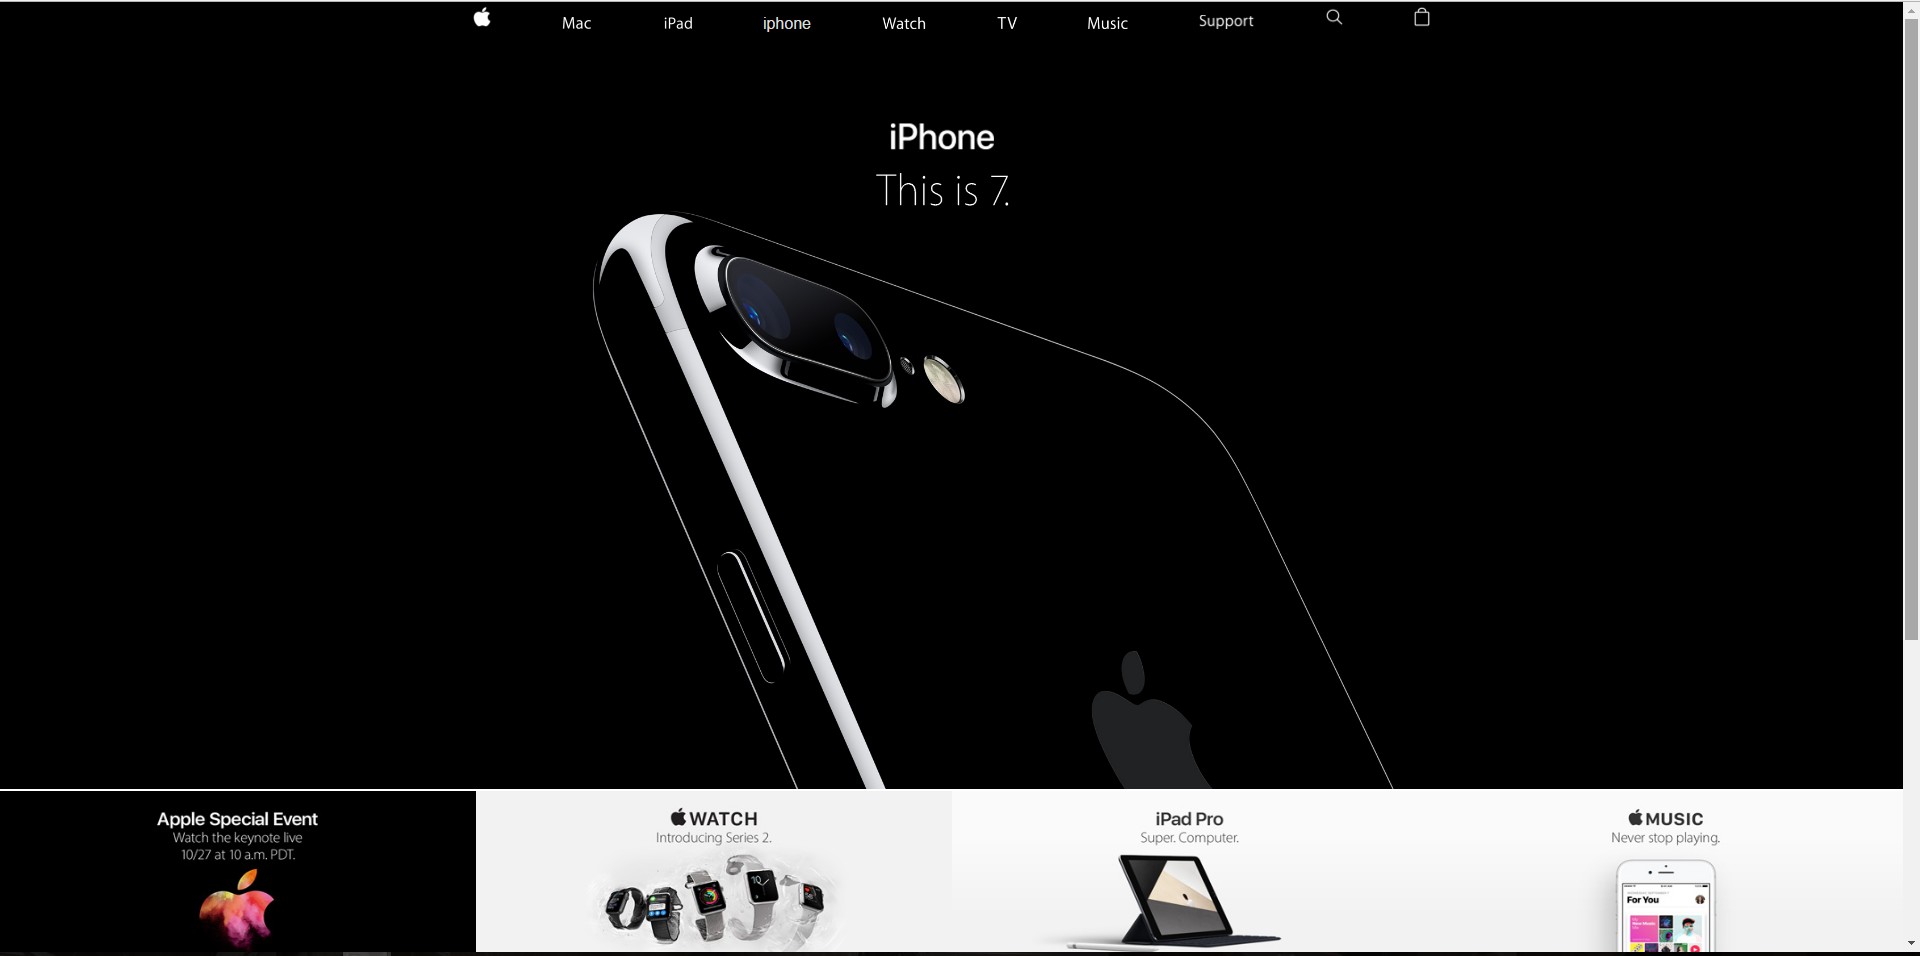 Mac iPad iphone Watch TV Music Support
iPhone
This is 7.
Apple Special Event
Watch the keynote live
10/27 at 10 a.m. PDT.
WATCH
Introducing Series 2.
iPad Pro
Super. Computer.
MUSIC
Never stop playing.
For You